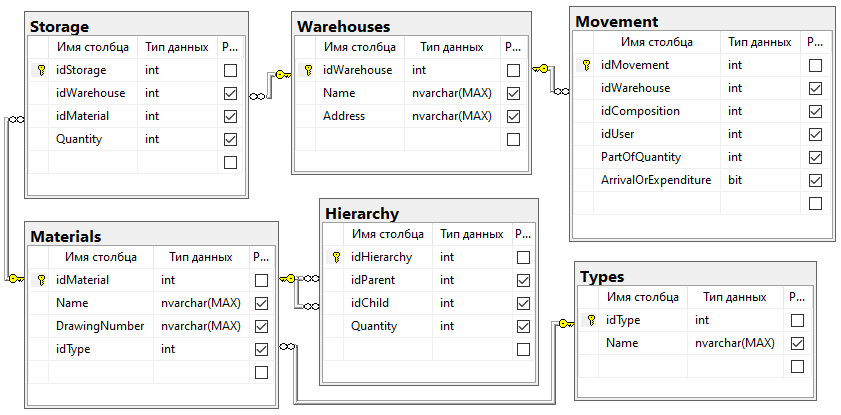 Storage
Имя столбца Тип данных Р...
idStorage int
idWarehouse int
idMaterial int
Quantity int
Warehouses
Имя столбца Тип данных Р...
idWarehouse int
Name nvarchar(MAX)
Address nvarchar(MAX)
Movement
Имя столбца Тип данных Р...
idMovement int
idWarehouse int
idComposition int
idUser int
PartOfQuantity int
ArrivalOrExpenditure bit
Materials
Имя столбца Тип данных Р...
idMaterial int
Name nvarchar(MAX)
DrawingNumber nvarchar(MAX)
idType int
Hierarchy
Имя столбца Тип данных Р...
idHierarchy int
idParent int
idChild int
Quantity int
Types
Имя столбца Тип данных Р...
idType int
Name nvarchar(MAX)